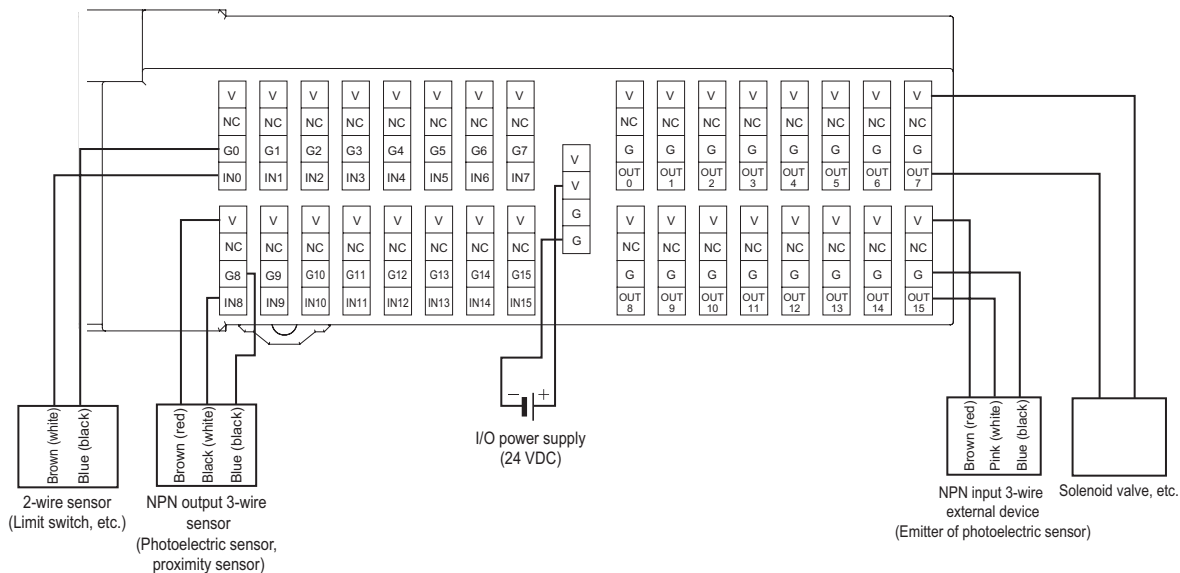 V V V V V V V V
NC NC NC NC NC NC NC NC
G0 G1 G2 G3 G4 G5 G6 G7
IN0 IN1 IN2 IN3 IN4 IN5 IN6 IN7
V V V V V V V V
NC NC NC NC NC NC NC NC
G G G G G G G G
OUT 0 OUT 1 OUT 2 OUT 3 OUT 4 OUT 5 OUT 6 OUT 7
V
V
G
G
V V V V V V V V
NC NC NC NC NC NC NC NC
G8 G9 G10 G11 G12 G13 G14 G15
IN8 IN9 IN10 IN11 IN12 IN13 IN14 IN15
V V V V V V V V
NC NC NC NC NC NC NC NC
G G G G G G G G
OUT 8 OUT 9 OUT 10 OUT 11 OUT 12 OUT 13 OUT 14 OUT 15
Brown (white)
Blue (black)
2-wire sensor
(Limit switch, etc.)
Brown (red)
Black (white)
Blue (black)
NPN output 3-wire
sensor
(Photoelectric sensor,
proximity sensor)
− +
I/O power supply
(24 VDC)
Brown (red)
Pink (white)
Blue (black)
NPN input 3-wire
external device
(Emitter of photoelectric sensor)
Solenoid valve, etc.